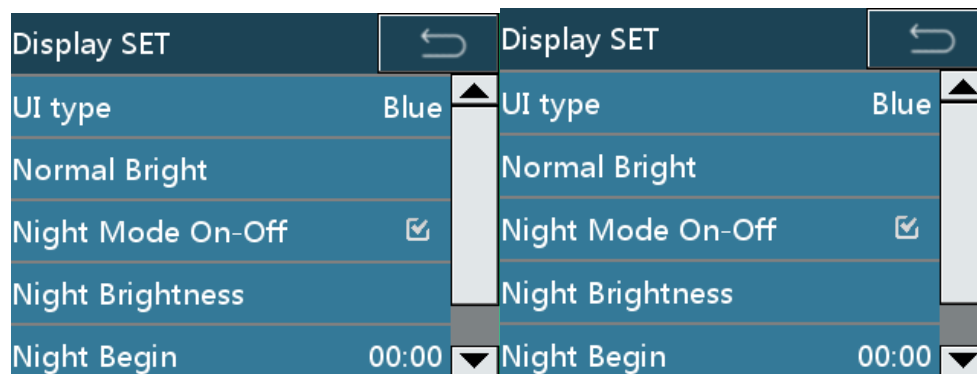 Display SET
UI type Blue
Normal Bright
Night Mode On-Off
Night Brightness
Night Begin 00:00
Display SET
UI type Blue
Normal Bright
Night Mode On-Off
Night Brightness
Night Begin 00:00